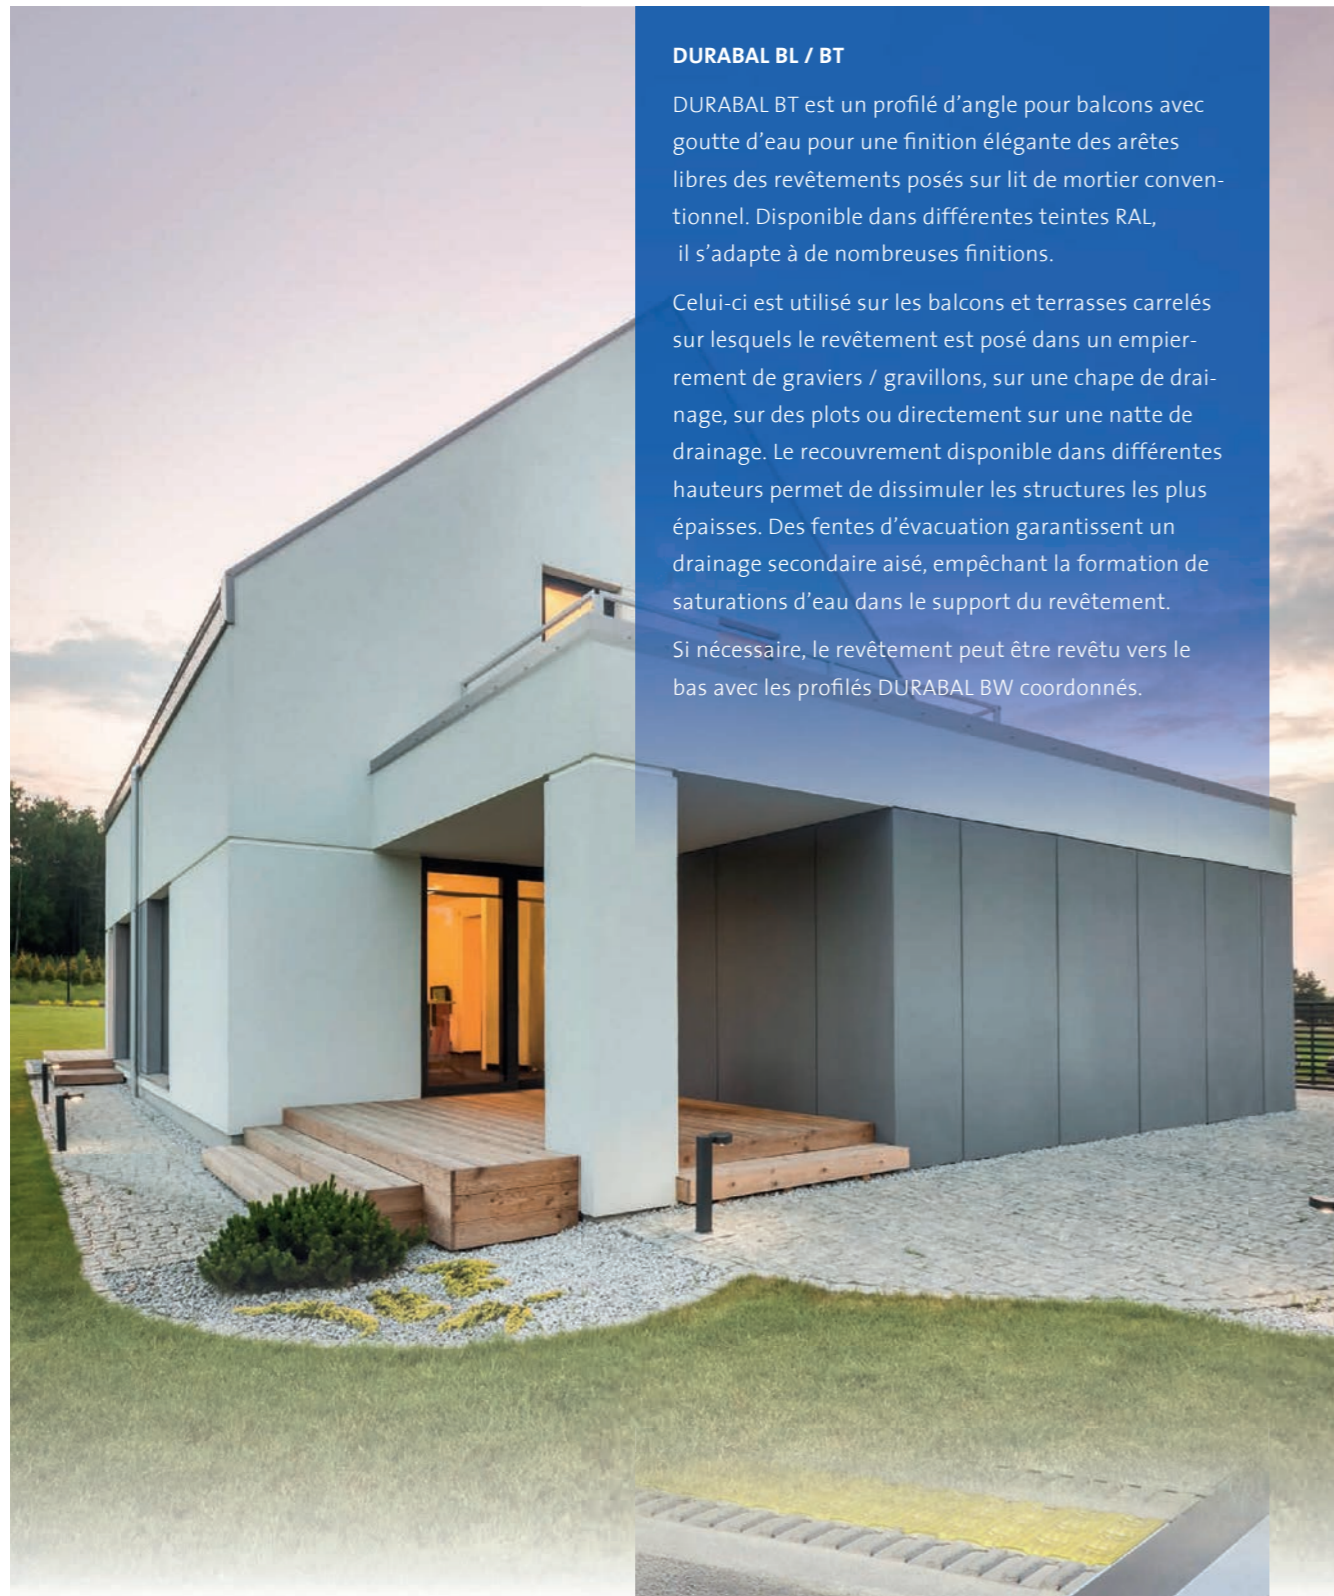 DURABAL BL / BT
DURABAL BT est un profilé d’angle pour balcons avec
goutte d’eau pour une finition élégante des arêtes
libres des revêtements posés sur lit de mortier conven-
tionnel. Disponible dans différentes teintes RAL,
il s’adapte à de nombreuses finitions.
Celui-ci est utilisé sur les balcons et terrasses carrelés
sur lesquels le revêtement est posé dans un empier-
rement de graviers / gravillons, sur une chape de drai-
nage, sur des plots ou directement sur une natte de
drainage. Le recouvrement disponible dans différentes
hauteurs permet de dissimuler les structures les plus
épaisses. Des fentes d’évacuation garantissent un
drainage secondaire aisé, empêchant la formation de
saturations d’eau dans le support du revêtement.
Si nécessaire, le revêtement peut être revêtu vers le
bas avec les profilés DURABAL BW coordonnés.